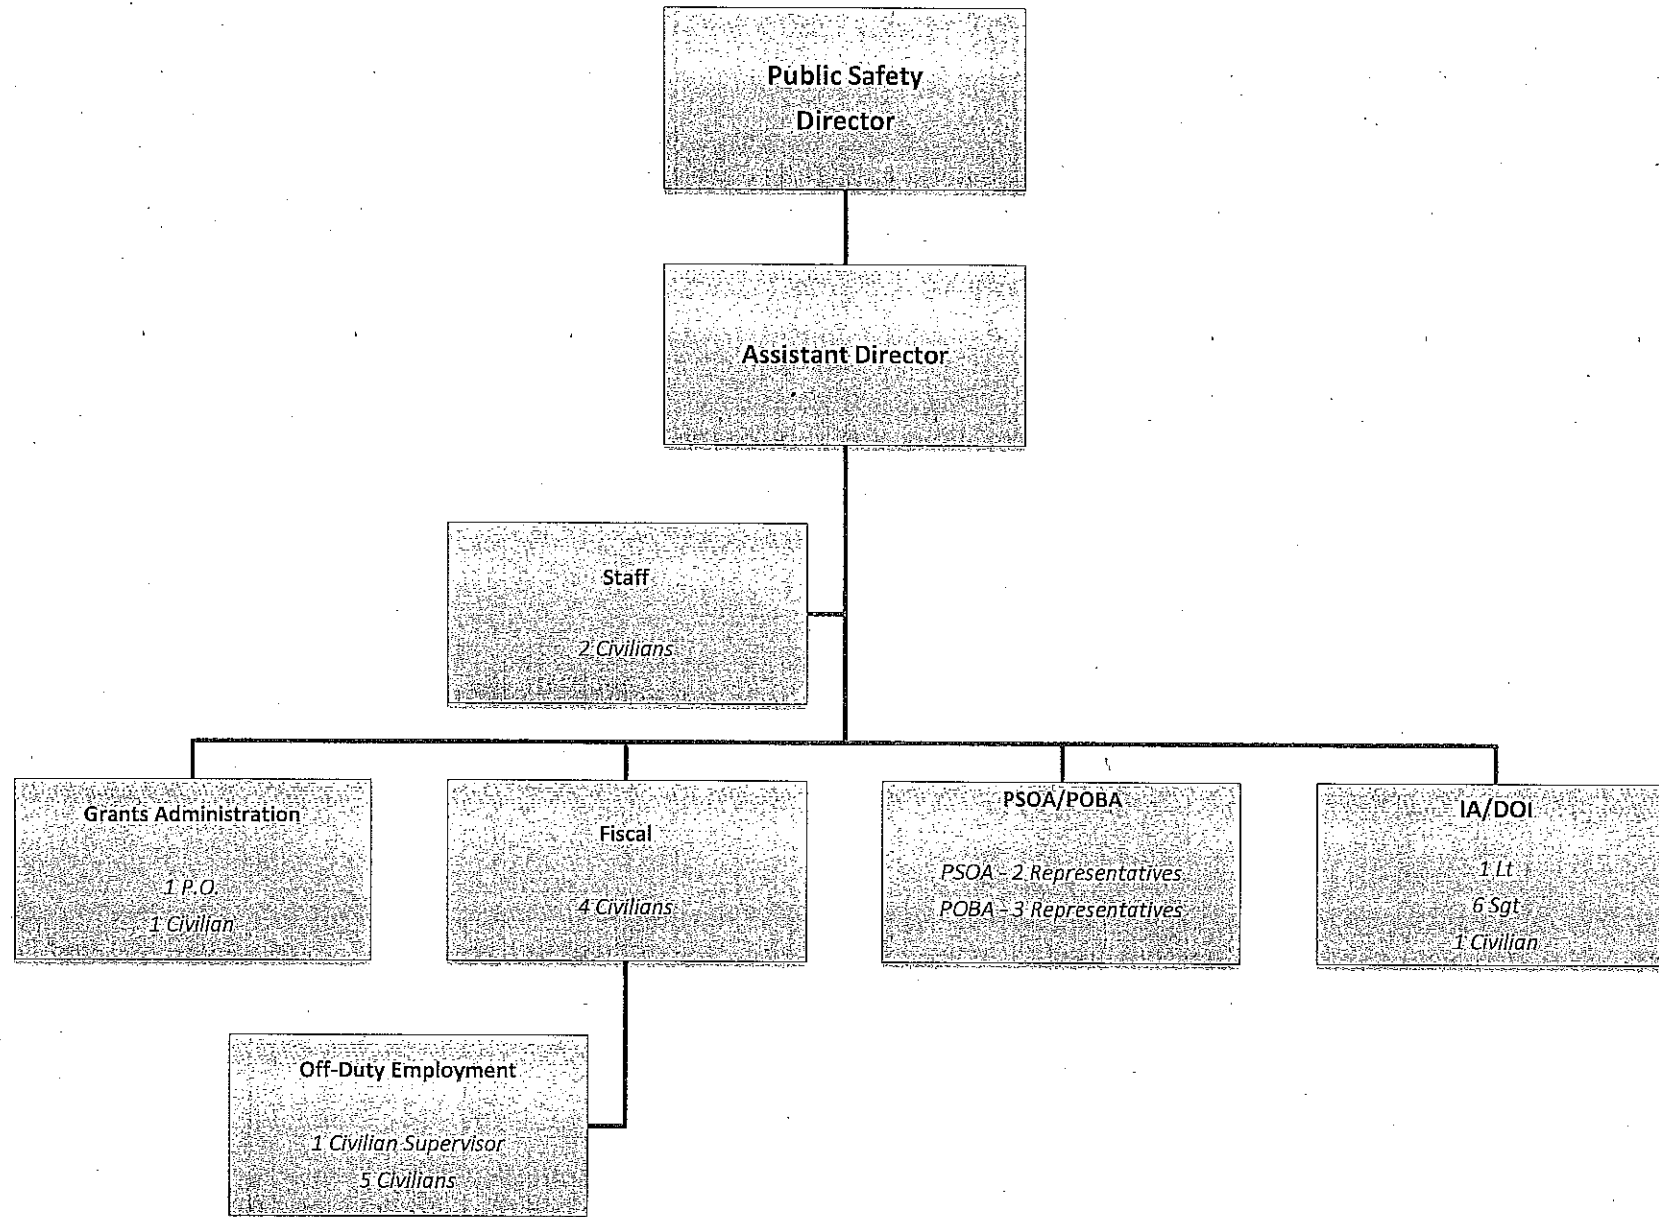 Public Safety
Director
Assistant Director
Staff
2 Civilians
Grants Administration
1 P.O.
1 Civilian
Fiscal
4 Civilians
PSOA/POBA
PSOA - 2 Representatives
POBA - 3 Representatives
IA/DOI
1 Lt
6 Sgt
1 Civilian
Off-Duty Employment
1 Civilian Supervisor
5 Civilians